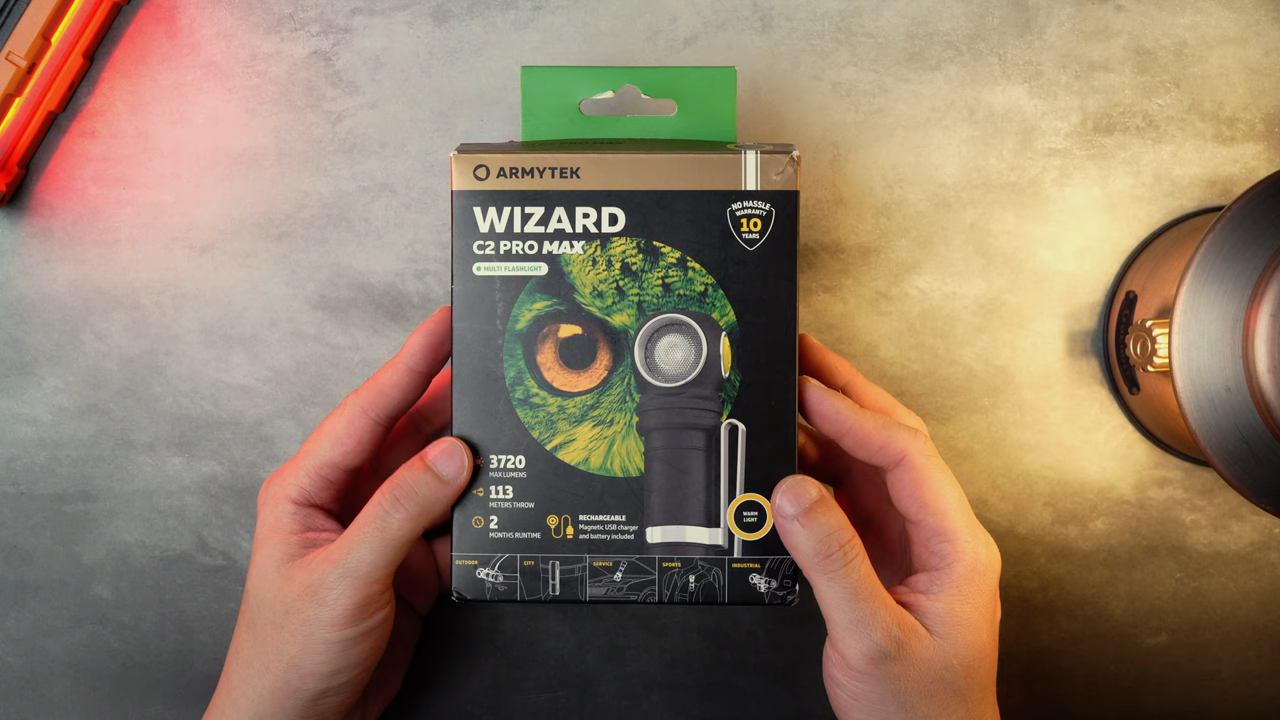 ARMYTEK
WIZARD
C2 PRO MAX
MULTI FLASHLIGHT
NO HASSLE
WARRANTY
10
YEARS
3720
MAX LUMENS
113
METERS THROW
2
MONTHS RUNTIME
RECHARGEABLE
Magnetic USB charger
and battery included
WARM
LIGHT
OUTDOOR
CITY
SERVICE
SPORTS
INDUSTRIAL